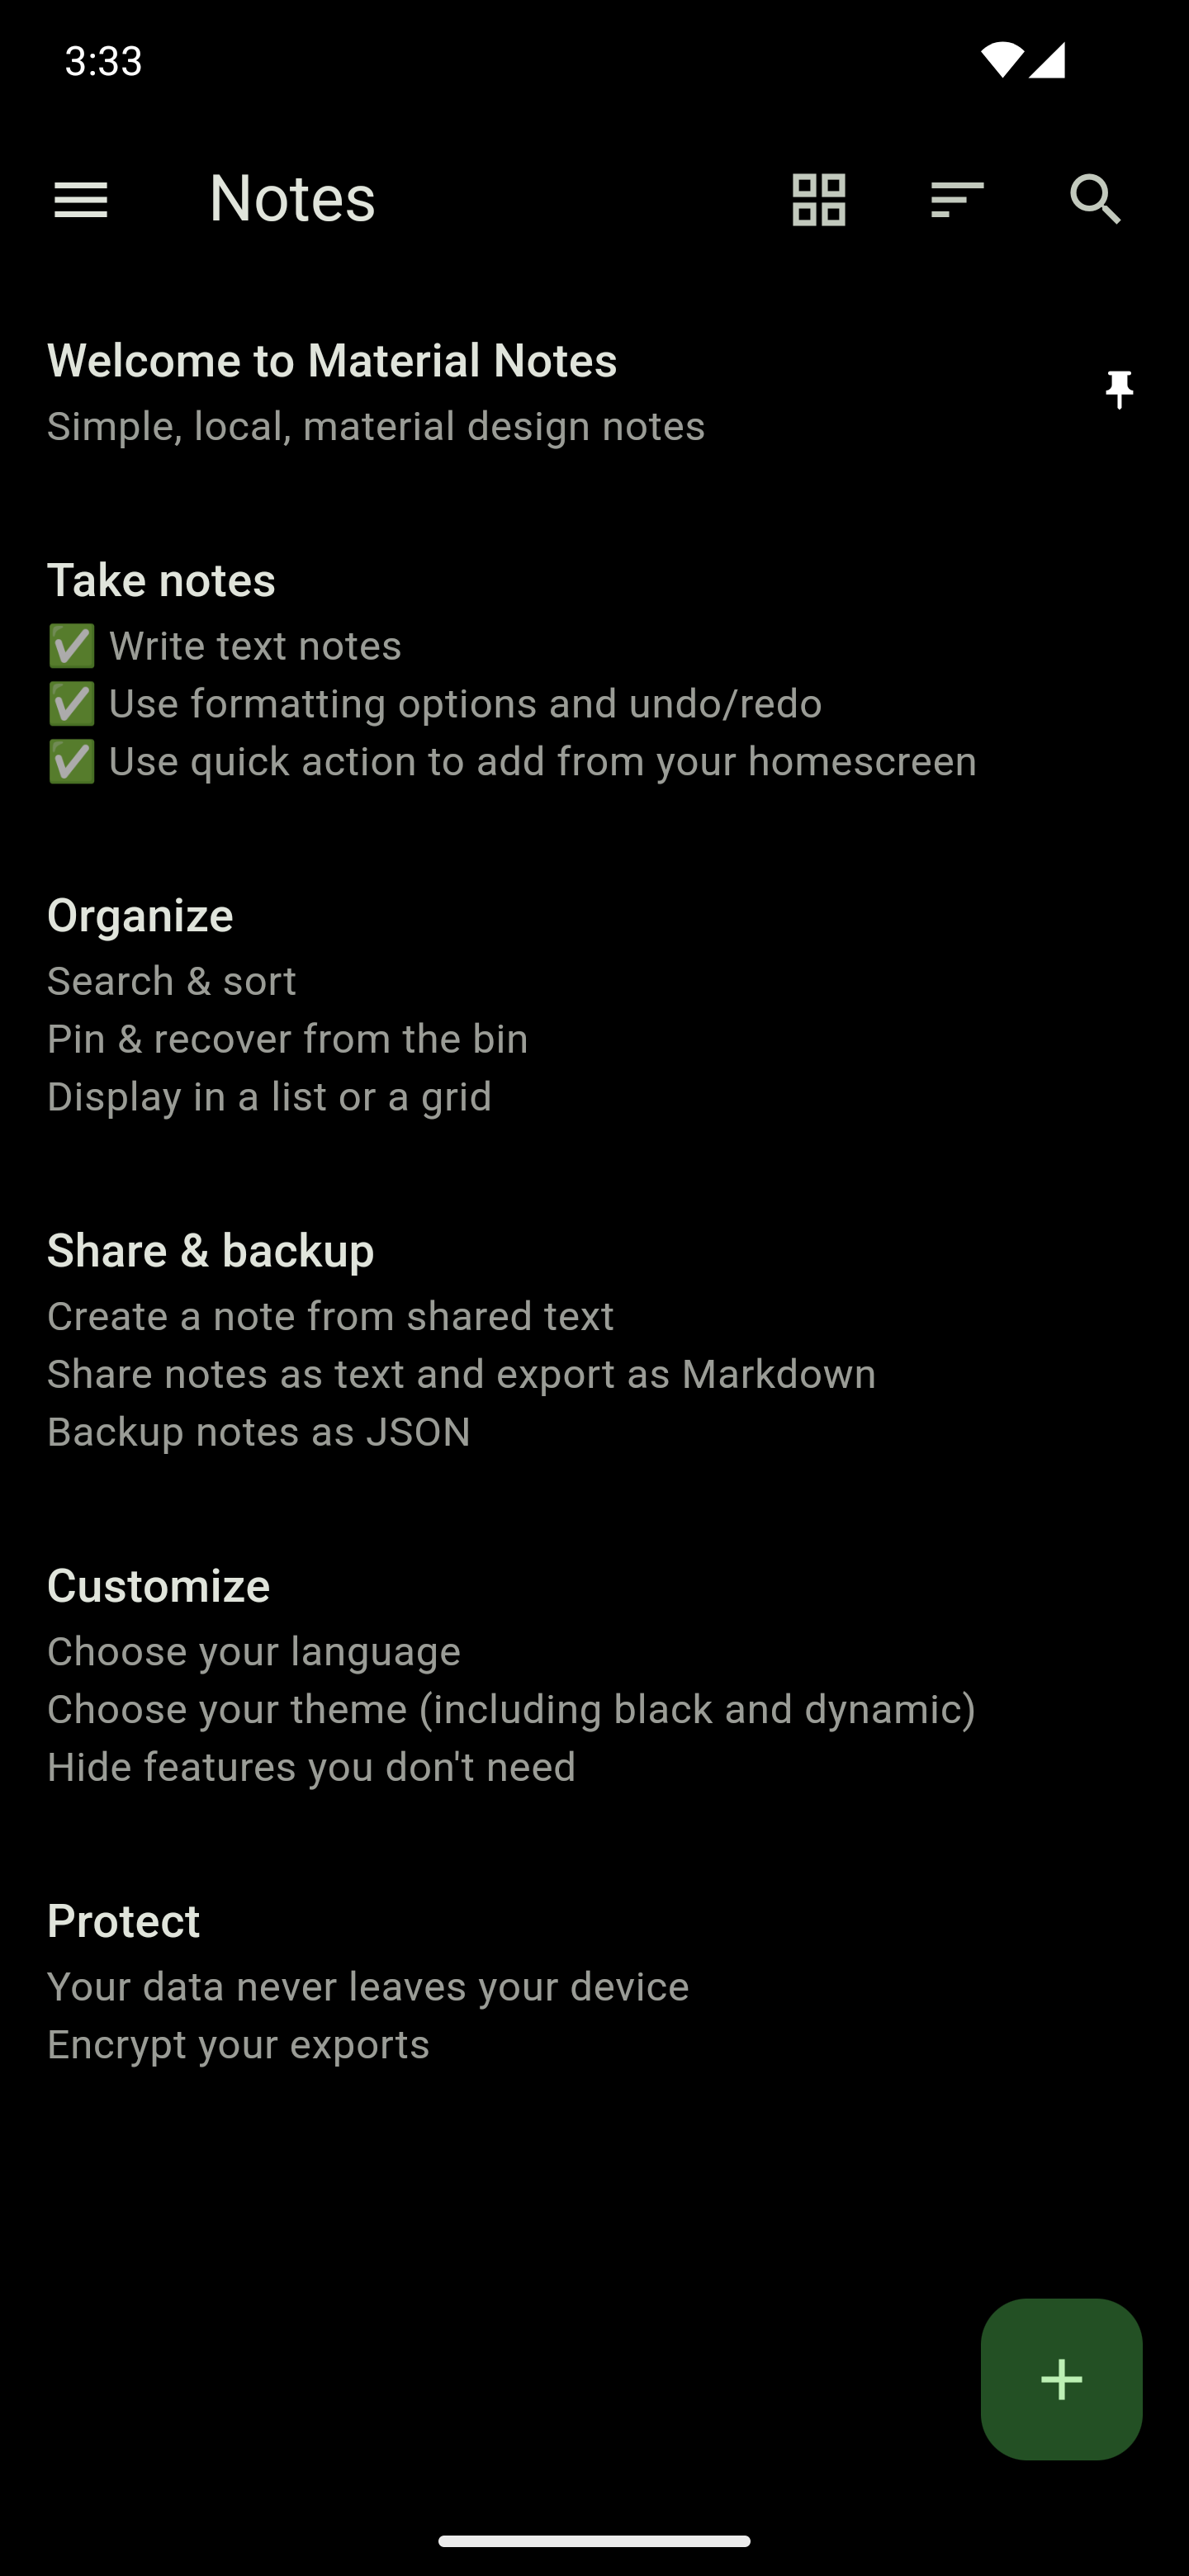 3:33
Notes
Welcome to Material Notes
Simple, local, material design notes
Take notes
✅ Write text notes
✅ Use formatting options and undo/redo
✅ Use quick action to add from your homescreen
Organize
Search & sort
Pin & recover from the bin
Display in a list or a grid
Share & backup
Create a note from shared text
Share notes as text and export as Markdown
Backup notes as JSON
Customize
Choose your language
Choose your theme (including black and dynamic)
Hide features you don't need
Protect
Your data never leaves your device
Encrypt your exports